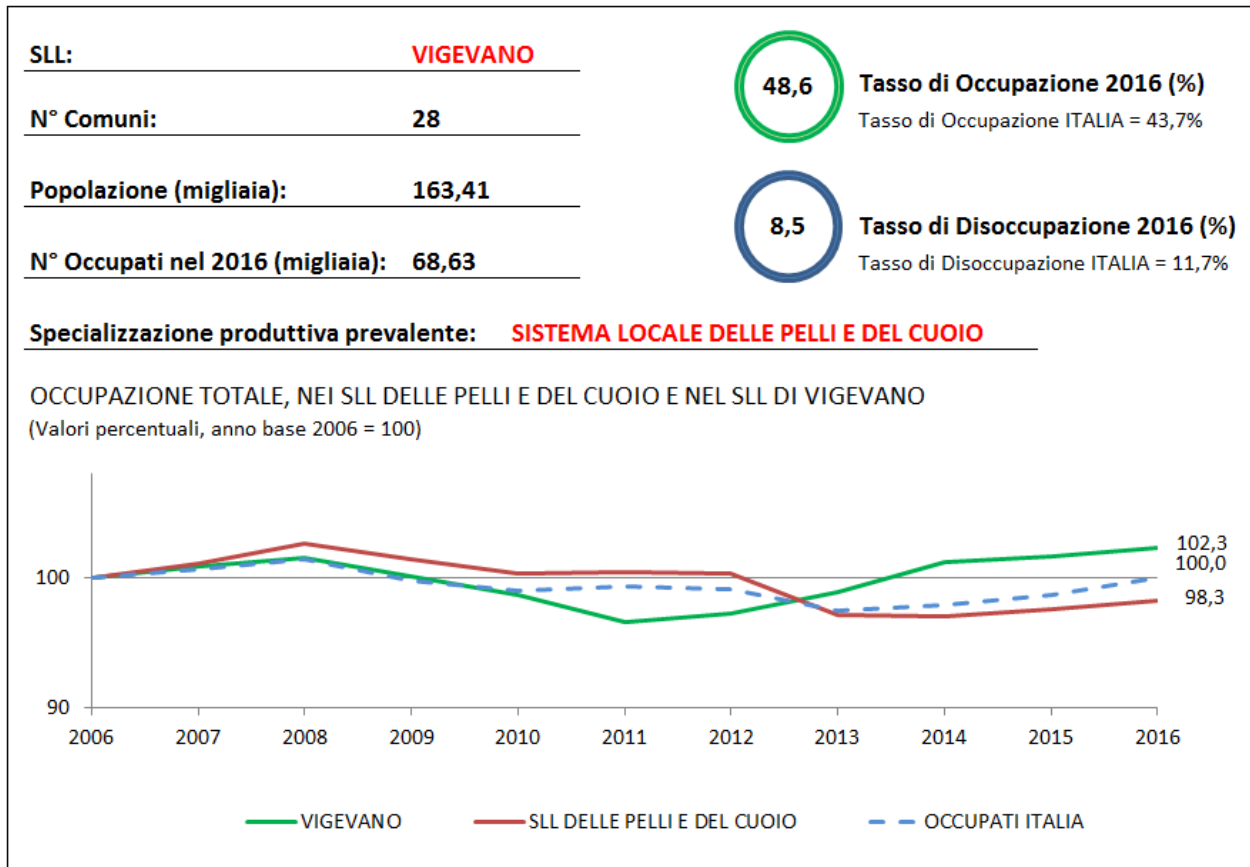 SLL: VIGEVANO
N° Comuni: 28
Popolazione (migliaia): 163,41
N° Occupati nel 2016 (migliaia): 68,63
48,6
Tasso di Occupazione 2016 (%)
Tasso di Occupazione ITALIA = 43,7%
8,5
Tasso di Disoccupazione 2016 (%)
Tasso di Disoccupazione ITALIA = 11,7%
Specializzazione produttiva prevalente: SISTEMA LOCALE DELLE PELLI E DEL CUOIO
OCCUPAZIONE TOTALE, NEI SLL DELLE PELLI E DEL CUOIO E NEL SLL DI VIGEVANO
(Valori percentuali, anno base 2006 = 100)
102,3
100,0
98,3
100
90
2006 2007 2008 2009 2010 2011 2012 2013 2014 2015 2016
VIGEVANO SLL DELLE PELLI E DEL CUOIO OCCUPATI ITALIA